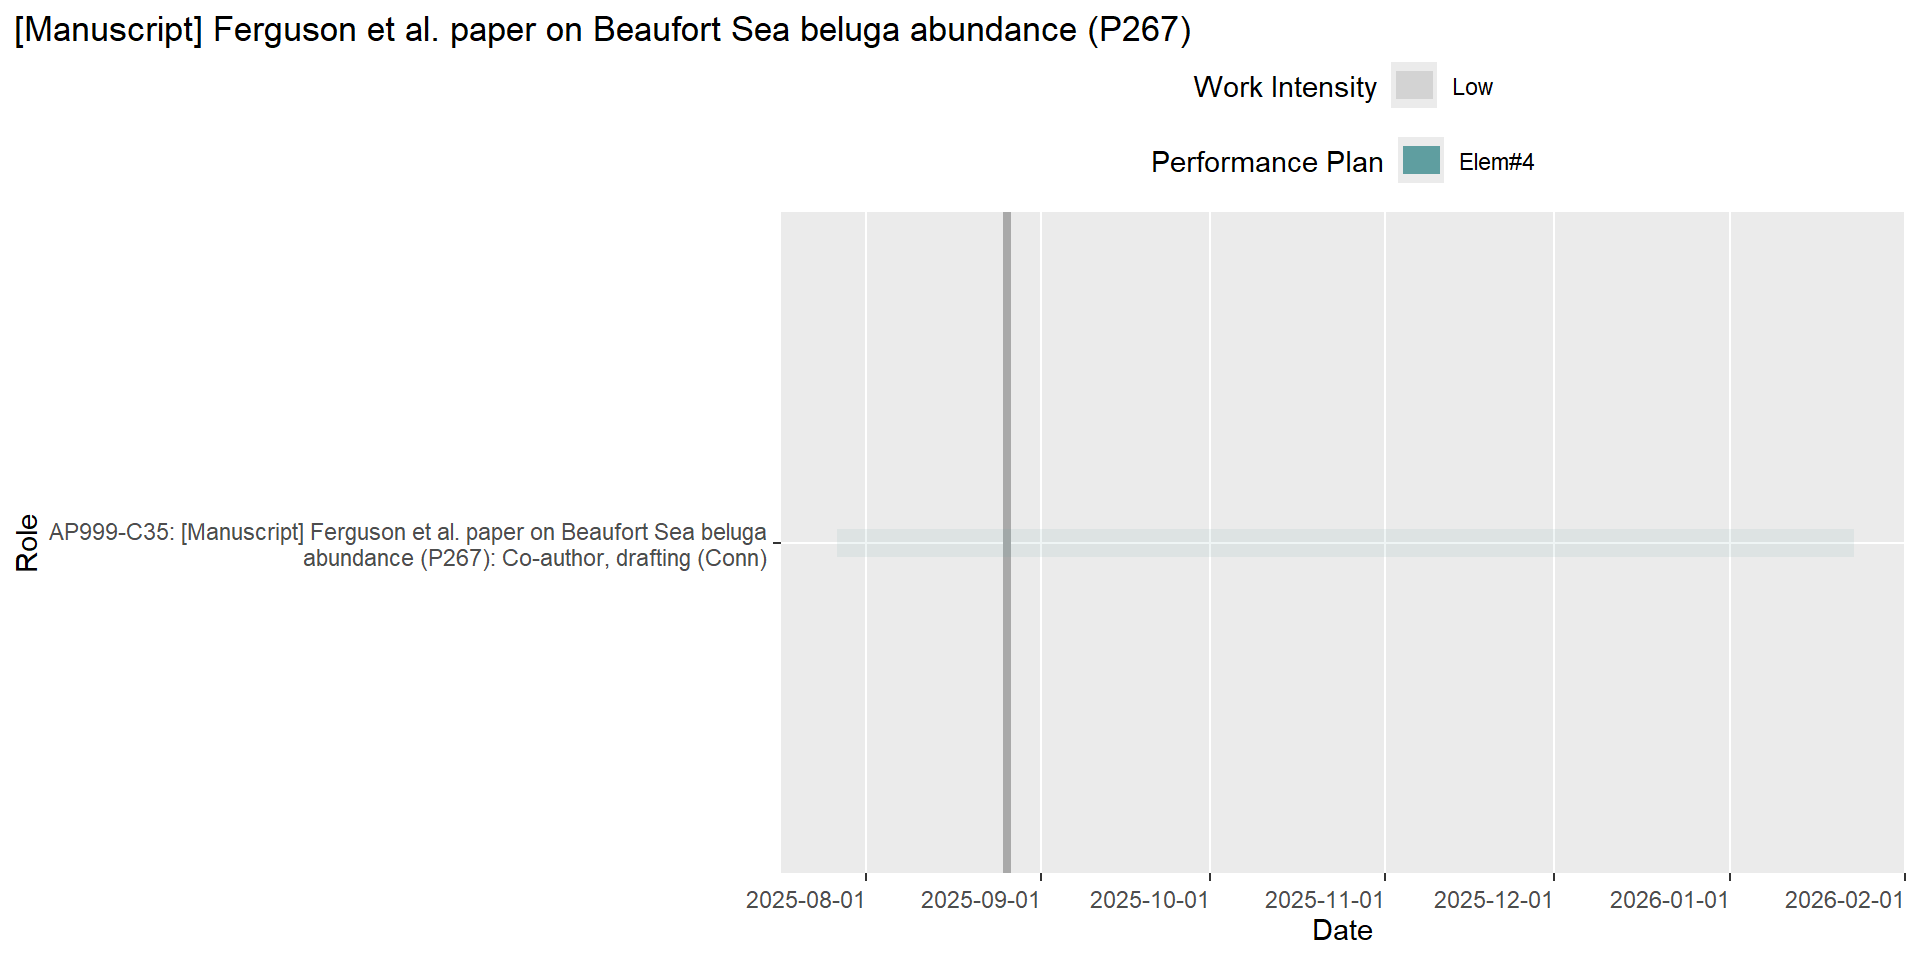 [Manuscript] Ferguson et al. paper on Beaufort Sea beluga abundance (P267)
Work Intensity Low
Performance Plan Elem#4
Role
AP999-C35: [Manuscript] Ferguson et al. paper on Beaufort Sea beluga
abundance (P267): Co-author, drafting (Conn)
2025-08-01 2025-09-01 2025-10-01 2025-11-01 2025-12-01 2026-01-01 2026-02-01
Date